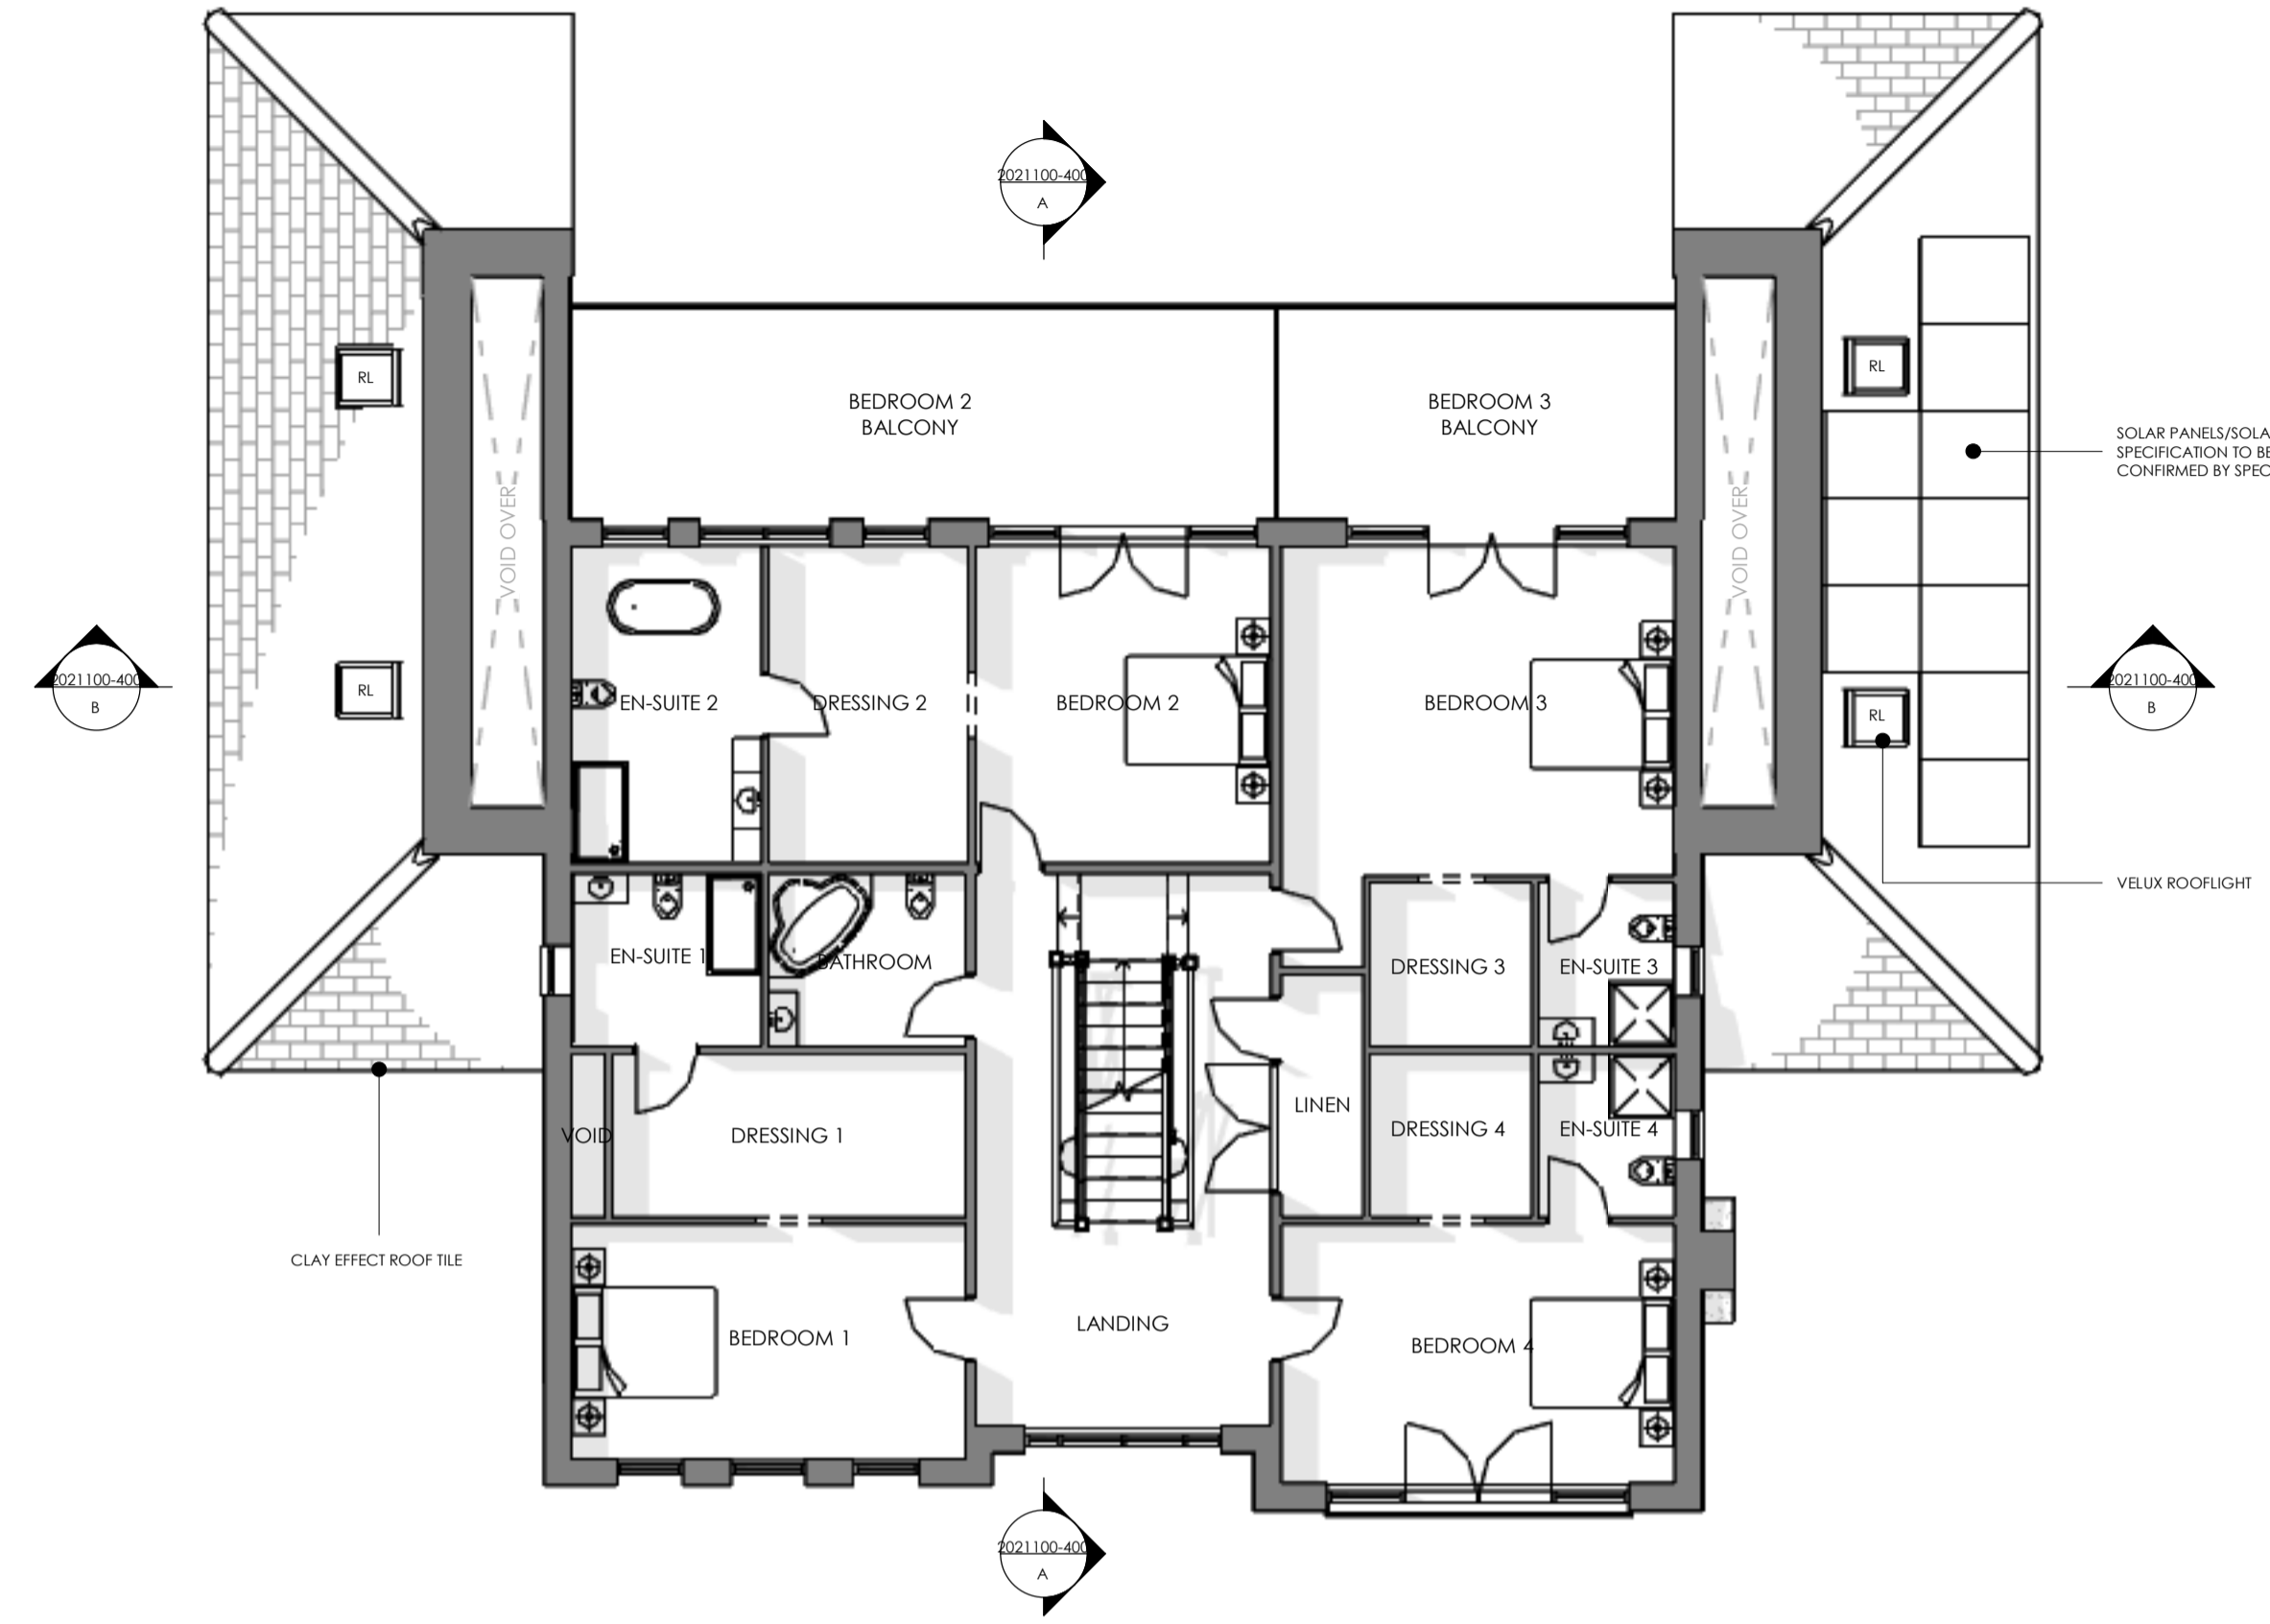 2021100-400
A
RL
RL
BEDROOM 2
BALCONY
BEDROOM 3
BALCONY
SOLAR PANELS/SOLA
SPECIFICATION TO BE
CONFIRMED BY SPEC
VOID OVER
VOID OVER
2021100-400
B
RL
EN-SUITE 2
DRESSING 2
BEDROOM 2
BEDROOM 3
RL
2021100-400
B
VELUX ROOFLIGHT
EN-SUITE 1
BATHROOM
DRESSING 3
EN-SUITE 3
LINEN
VOID
DRESSING 1
DRESSING 4
EN-SUITE 4
CLAY EFFECT ROOF TILE
BEDROOM 1
LANDING
BEDROOM 4
2021100-400
A